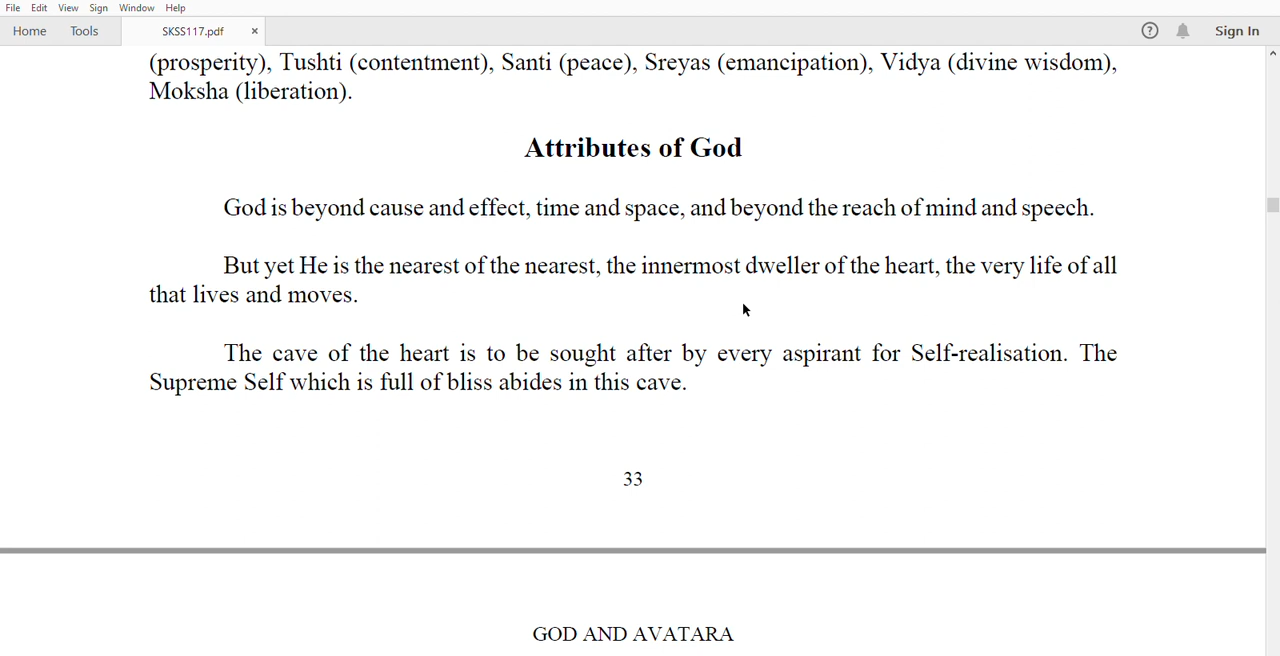 File Edit View Sign Window Help
Home Tools SKSS117.pdf × ? Sign In
(prosperity), Tushti (contentment), Santi (peace), Sreyas (emancipation), Vidya (divine wisdom),
Moksha (liberation).
Attributes of God
God is beyond cause and effect, time and space, and beyond the reach of mind and speech.
But yet He is the nearest of the nearest, the innermost dweller of the heart, the very life of all
that lives and moves.
The cave of the heart is to be sought after by every aspirant for Self-realisation. The
Supreme Self which is full of bliss abides in this cave.
33
GOD AND AVATARA